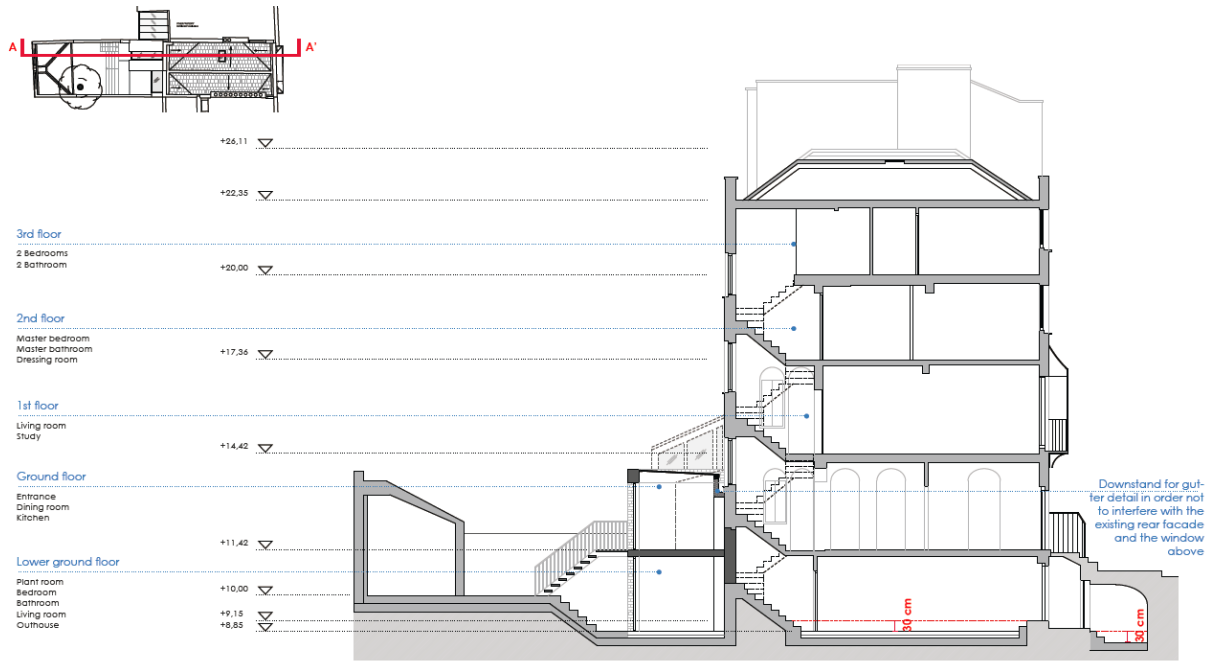 A
A'
+26,11
+22,35
3rd floor
2 Bedrooms
2 Bathroom
+20,00
2nd floor
Master bedroom
Master bathroom
Dressing room
+17,36
1st floor
Living room
Study
+14,42
Ground floor
Entrance
Dining room
Kitchen
+11,42
Lower ground floor
Plant room
Bedroom
Bathroom
Living room
Outhouse
+10,00
+9,15
+8,85
Downstand for gut-
ter detail in order not
to interfere with the
existing rear facade
and the window
above
30 cm
30 cm